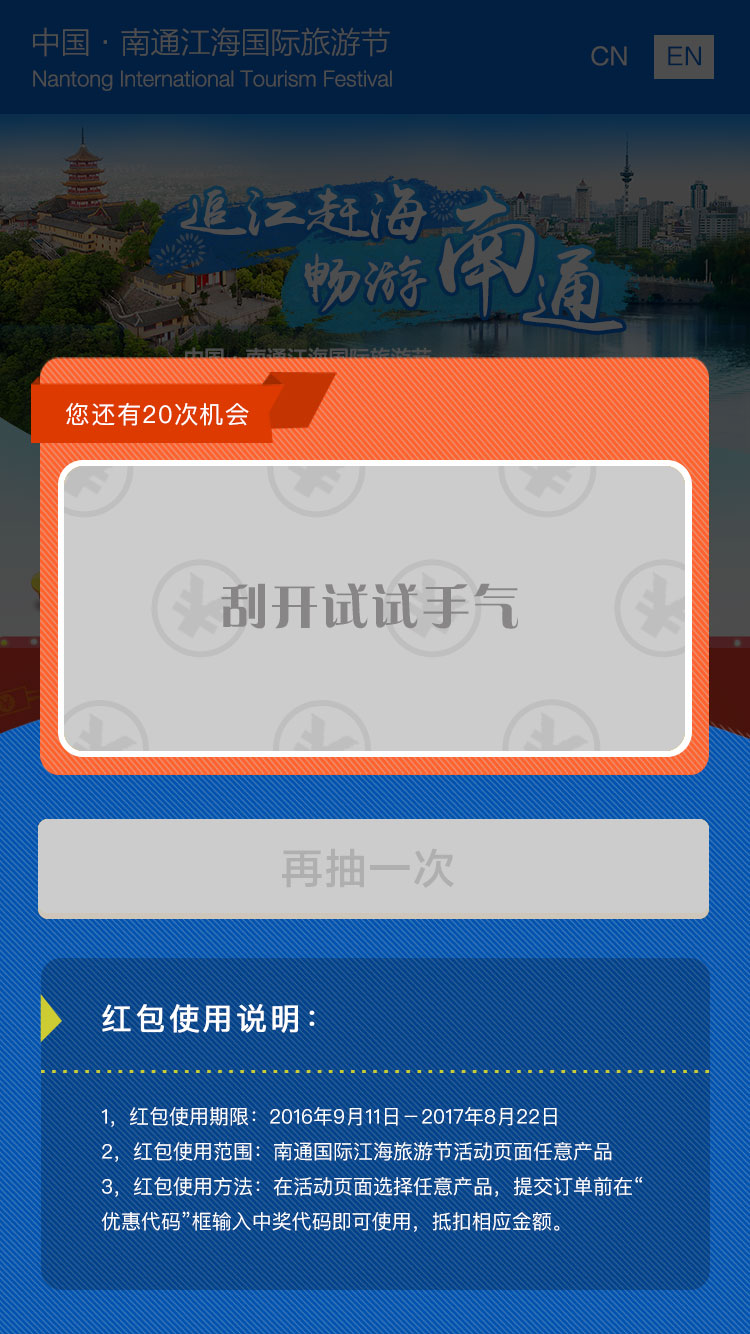 中国·南通江海国际旅游节
Nantong International Tourism Festival
CN
EN
追江赶海
畅游南通
中国·南通江海国际旅游节
您还有20次机会
刮开试试手气
再抽一次
红包使用说明：
1，红包使用期限：2016年9月11日－2017年8月22日
2，红包使用范围：南通国际江海旅游节活动页面任意产品
3，红包使用方法：在活动页面选择任意产品，提交订单前在“
优惠代码”框输入中奖代码即可使用，抵扣相应金额。